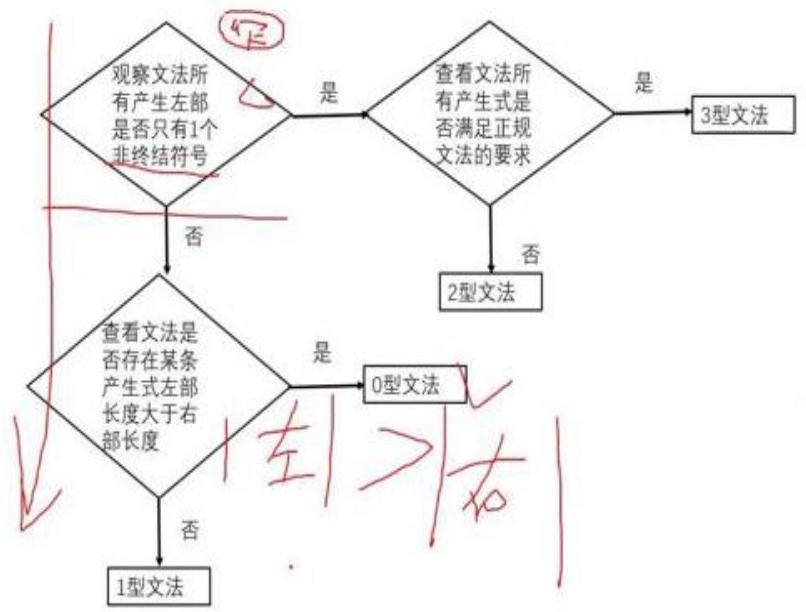 观察文法所
有产生左部
是否只有1个
非终结符号
是
查看文法所
有产生式是
否满足正规
文法的要求
是
3型文法
否
否
2型文法
查看文法是
否存在某条
产生式左部
长度大于右
部长度
是
0型文法
|左|>|右|
否
1型文法